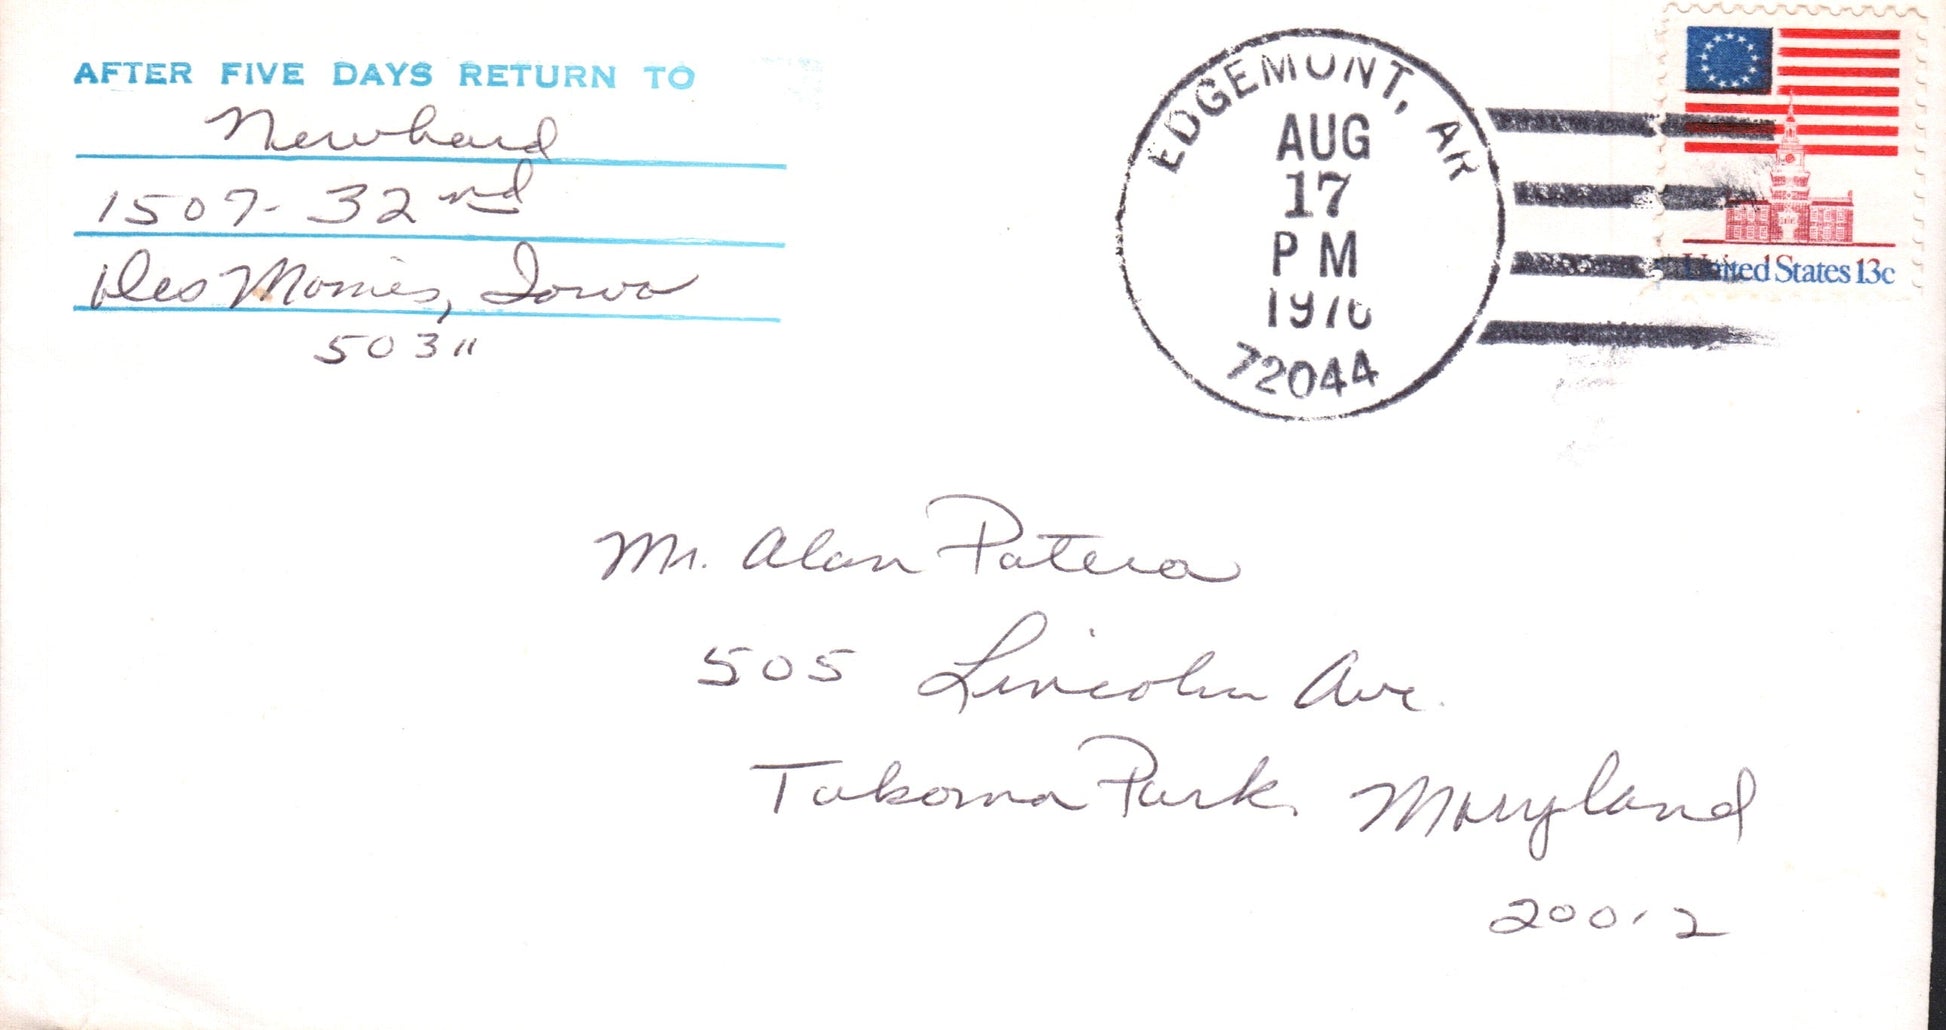 AFTER FIVE DAYS RETURN TO
Newhard
1507-32nd
Des Moines, Iowa
50311
EDGEMONT, AR
AUG
17
PM
1976
72044
United States 13c
Mr. Alan Patera
505 Lincoln Ave.
Takoma Park, Maryland
20012